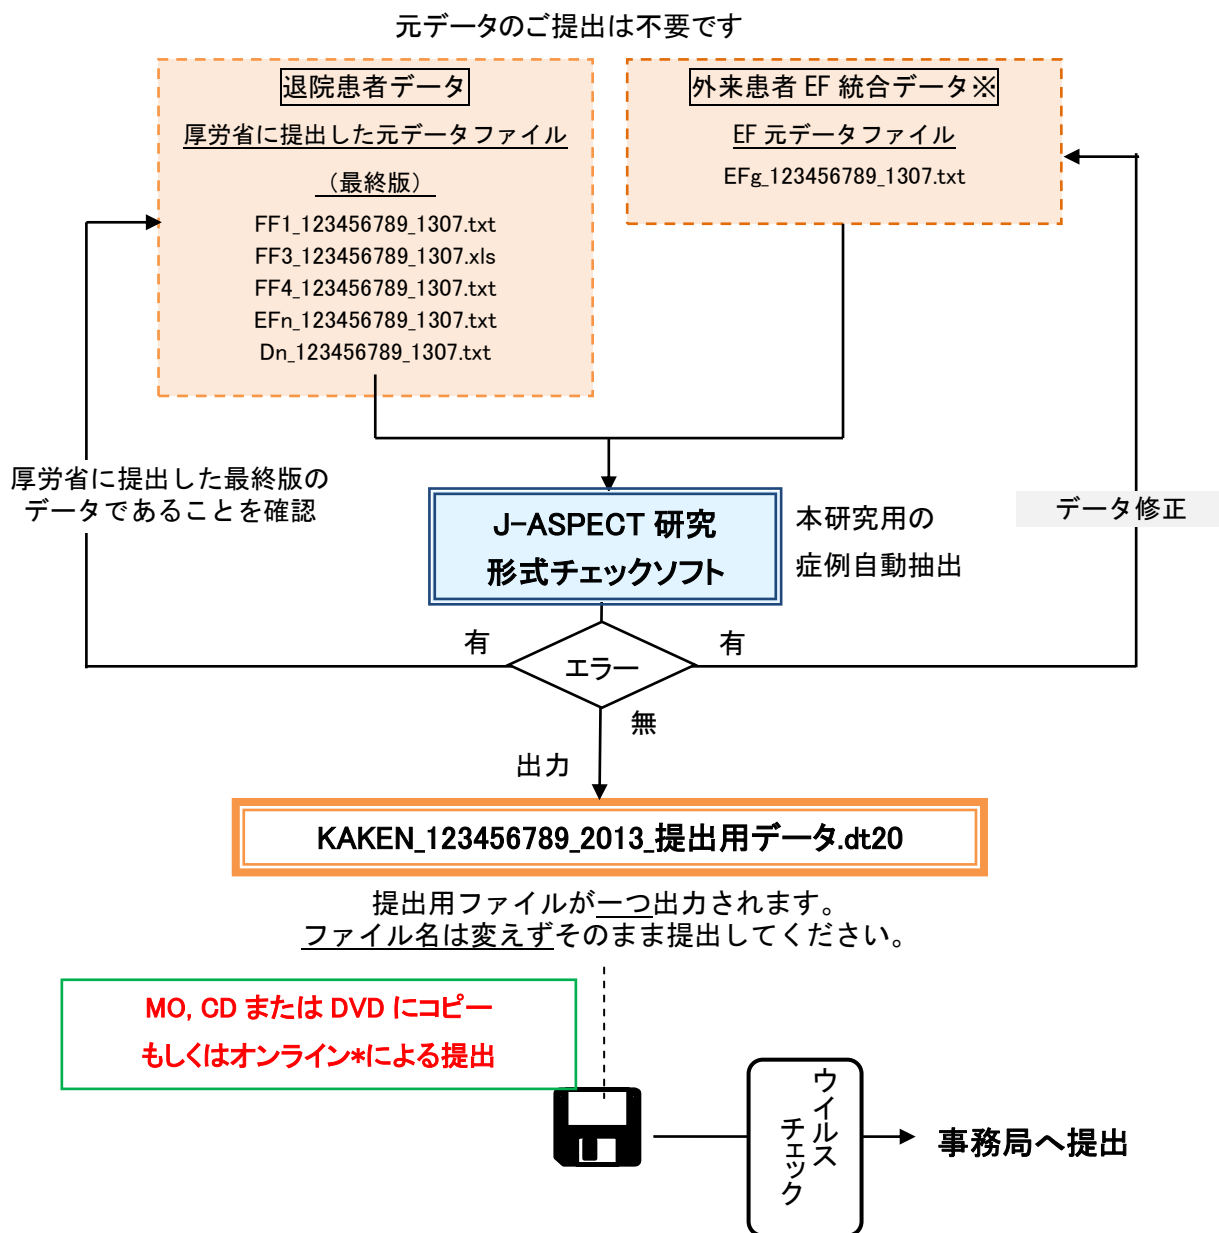 元データのご提出は不要です
退院患者データ
厚労省に提出した元データファイル
（最終版）
FF1_123456789_1307.txt
FF3_123456789_1307.xls
FF4_123456789_1307.txt
EFn_123456789_1307.txt
Dn_123456789_1307.txt
外来患者 EF 統合データ※
EF 元データファイル
EFg_123456789_1307.txt
厚労省に提出した最終版の
データであることを確認
J-ASPECT 研究
形式チェックソフト
本研究用の
症例自動抽出
データ修正
有
エラー
有
無
出力
KAKEN_123456789_2013_提出用データ.dt20
提出用ファイルが一つ出力されます。
ファイル名は変えずそのまま提出してください。
MO, CD または DVD にコピー
もしくはオンライン*による提出
ウイルス
チェック
事務局へ提出